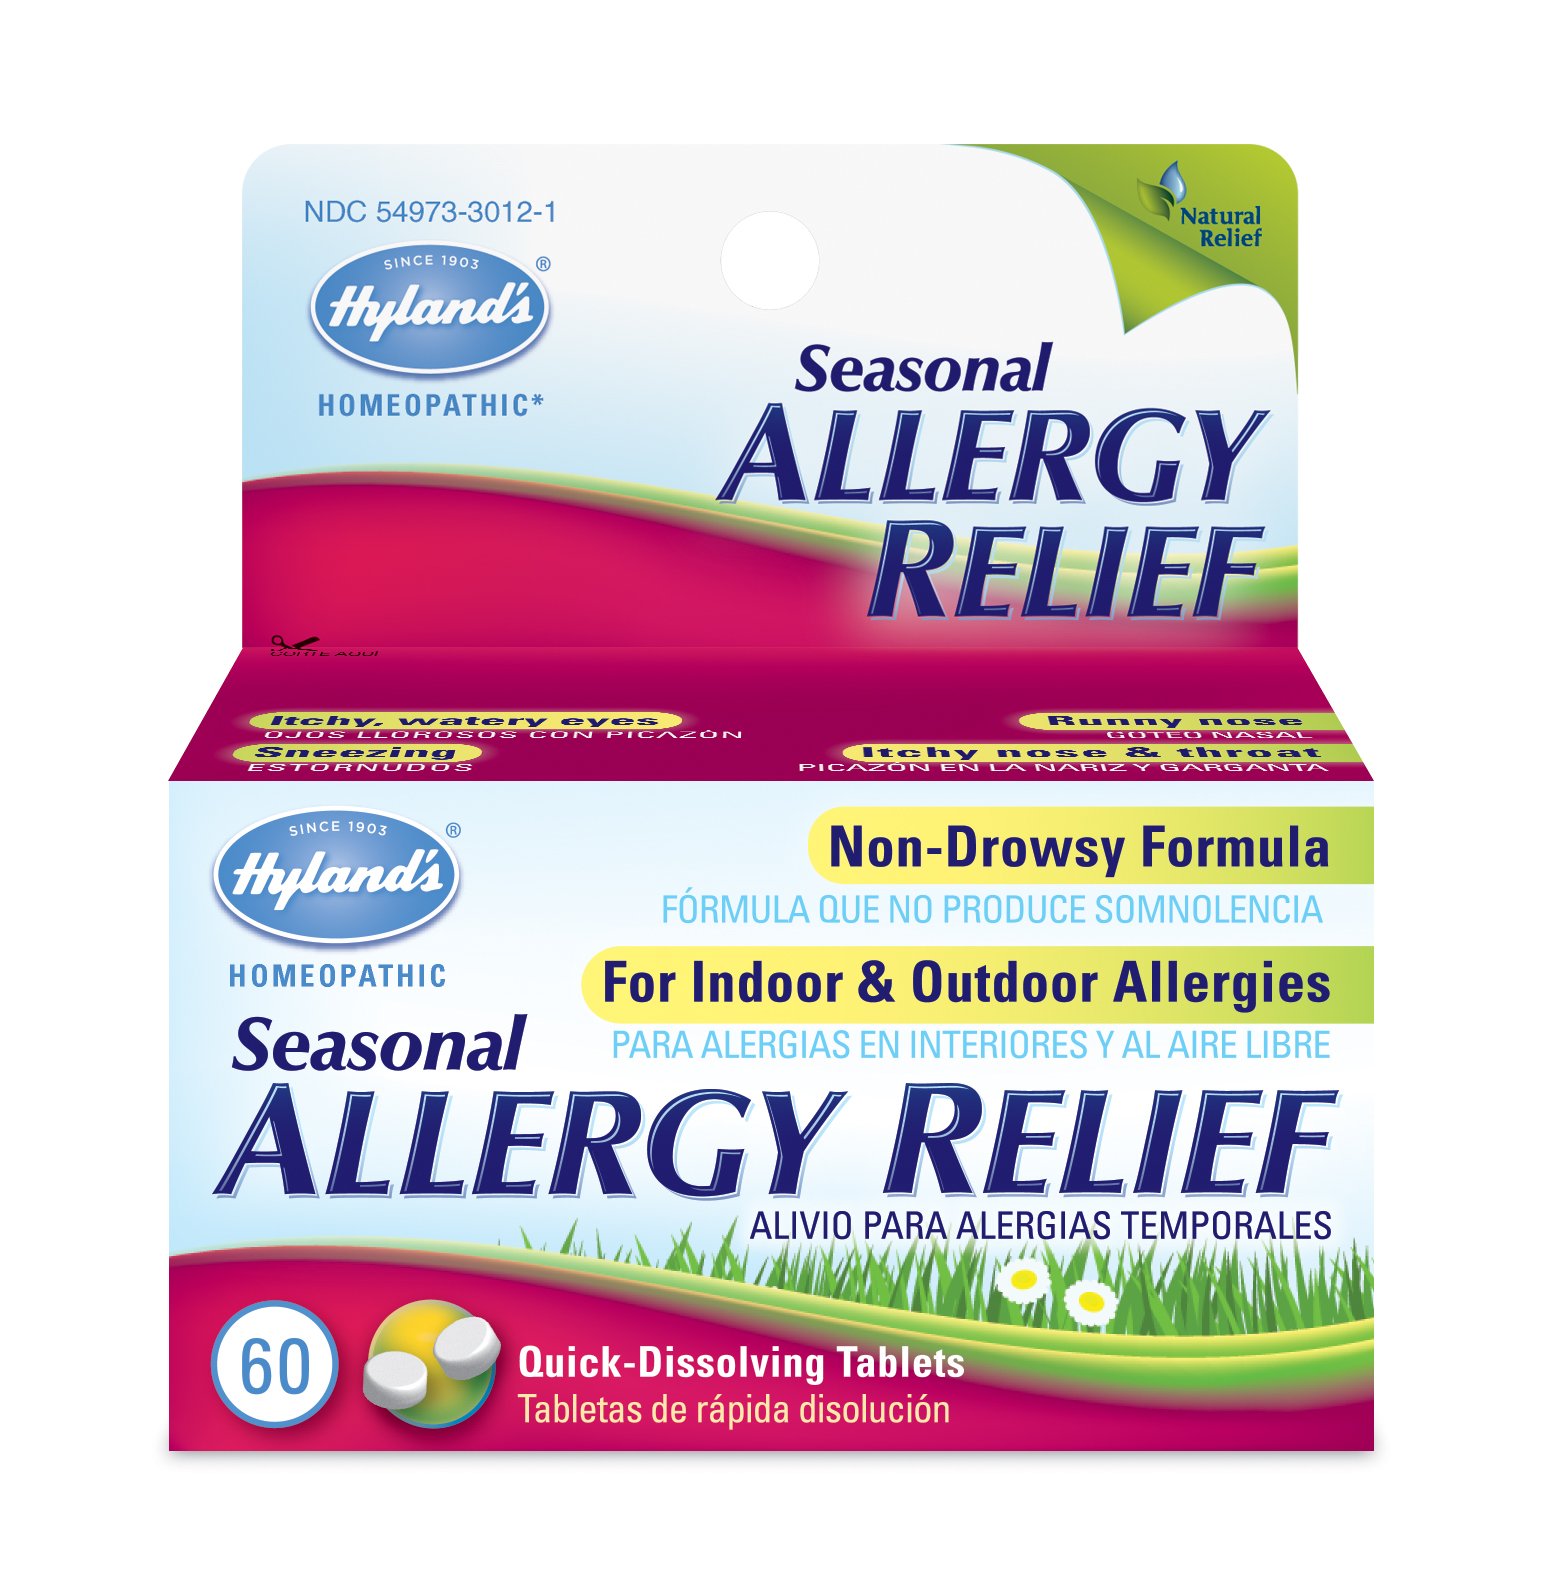 NDC 54973-3012-1
SINCE 1903
Hyland's®
HOMEOPATHIC*
Natural
Relief
Seasonal
ALLERGY
RELIEF
CORTE AQUÍ
Itchy, watery eyes
OJOS LLOROSOS CON PICAZÓN
Sneezing
ESTORNUDOS
Runny nose
GOTEO NASAL
Itchy nose & throat
PICAZÓN EN LA NARIZ Y GARGANTA
SINCE 1903
Hyland's®
HOMEOPATHIC
Non-Drowsy Formula
FÓRMULA QUE NO PRODUCE SOMNOLENCIA
For Indoor & Outdoor Allergies
PARA ALERGIAS EN INTERIORES Y AL AIRE LIBRE
Seasonal
ALLERGY RELIEF
ALIVIO PARA ALERGIAS TEMPORALES
60
Quick-Dissolving Tablets
Tabletas de rápida disolución